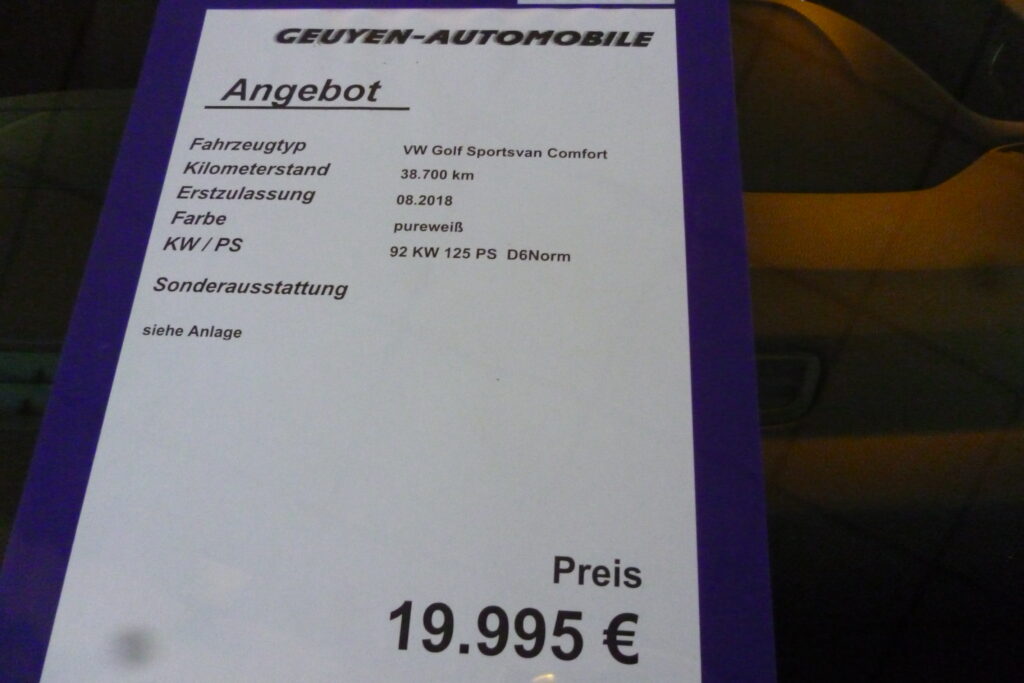 GEUYEN-AUTOMOBILE
Angebot
Fahrzeugtyp VW Golf Sportsvan Comfort
Kilometerstand 38.700 km
Erstzulassung 08.2018
Farbe pureweiß
KW / PS 92 KW 125 PS D6Norm
Sonderausstattung
siehe Anlage
Preis
19.995 €